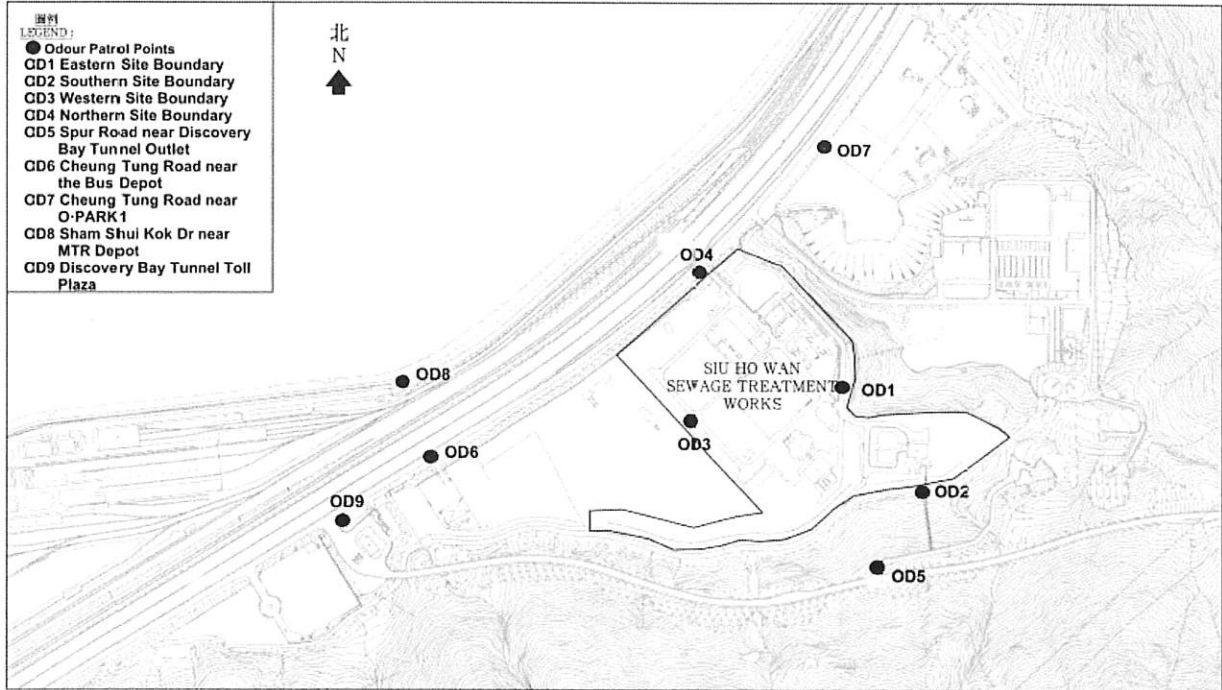 圖例
LEGEND :
Odour Patrol Points
OD1 Eastern Site Boundary
OD2 Southern Site Boundary
OD3 Western Site Boundary
OD4 Northern Site Boundary
OD5 Spur Road near Discovery
Bay Tunnel Outlet
OD6 Cheung Tung Road near
the Bus Depot
OD7 Cheung Tung Road near
O·PARK1
OD8 Sham Shui Kok Dr near
MTR Depot
OD9 Discovery Bay Tunnel Toll
Plaza
北
N
OD7
OD4
OD8
SIU HO WAN
SEWAGE TREATMENT
WORKS
OD1
OD3
OD6
OD2
OD9
OD5